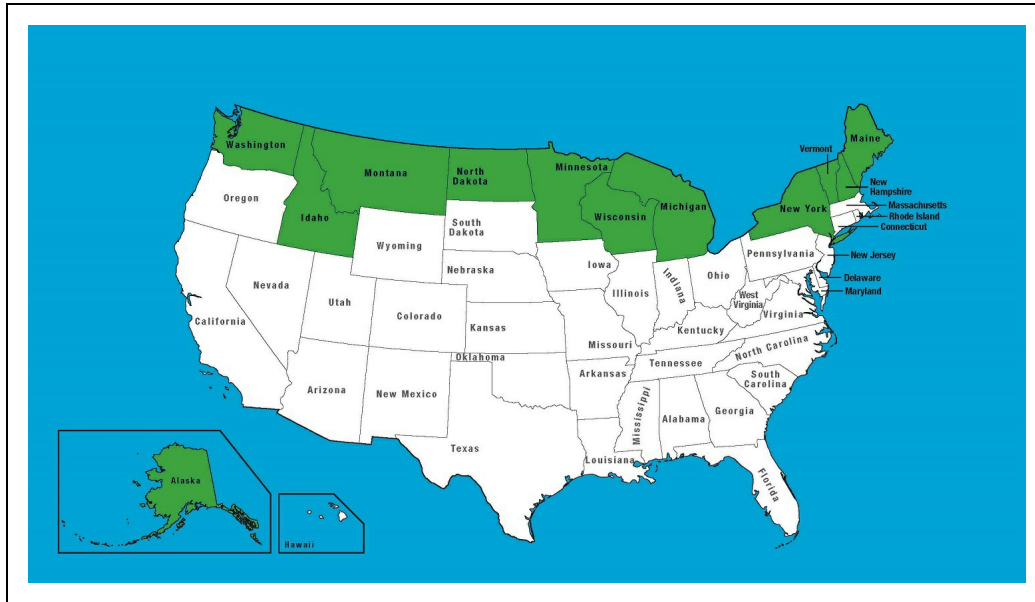 Maine
Vermont
Washington
Montana
North
Dakota
Minnesota
New
Hampshire
Oregon
Idaho
Wisconsin
Michigan
New York
Massachusetts
Rhode Island
Connecticut
South
Dakota
Wyoming
Pennsylvania
New Jersey
Iowa
Nebraska
Ohio
Indiana
Illinois
Delaware
Maryland
Nevada
Utah
West
Virginia
Colorado
Virginia
California
Kansas
Kentucky
Missouri
North Carolina
Oklahoma
Tennessee
Arkansas
South
Carolina
Arizona
New Mexico
Mississippi
Alabama
Georgia
Texas
Louisiana
Florida
Alaska
Hawaii